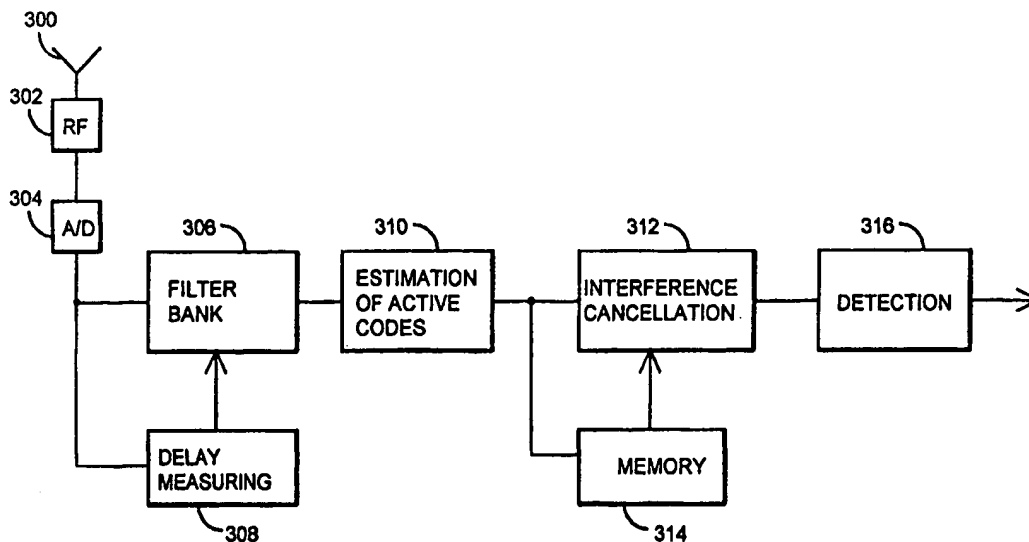 300
302
RF
304
A/D
306
FILTER
BANK
310
ESTIMATION
OF ACTIVE
CODES
312
INTERFERENCE
CANCELLATION
316
DETECTION
DELAY
MEASURING
308
MEMORY
314